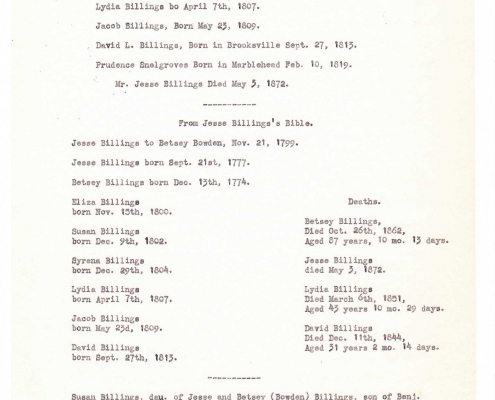 Lydia Billings bo April 7th, 1807.
Jacob Billings, Born May 23, 1809.
David L. Billings, Born in Brooksville Sept. 27, 1813.
Prudence Snelgroves Born in Marblehead Feb. 10, 1819.
Mr. Jesse Billings Died May 3, 1872.
-----------
From Jesse Billings's Bible.
Jesse Billings to Betsey Bowden, Nov. 21, 1799.
Jesse Billings born Sept. 21st, 1777.
Betsey Billings born Dec. 13th, 1774.
Eliza Billings
born Nov. 15th, 1800.
Susan Billings
born Dec. 9th, 1802.
Syrena Billings
born Dec. 29th, 1804.
Lydia Billings
born April 7th, 1807.
Jacob Billings
born May 23d, 1809.
David Billings
born Sept. 27th, 1813.
Deaths.
Betsey Billings,
Died Oct. 26th, 1862,
Aged 87 years, 10 mo. 13 days.
Jesse Billings
died May 3, 1872.
Lydia Billings
Died March 6th, 1851,
Aged 43 years 10 mo. 29 days.
David Billings
Died Dec. 11th, 1844,
Aged 31 years 2 mo. 14 days.
-----------
Susan Billings, dau. of Jesse and Betsey (Bowden) Billings, son of Benj.